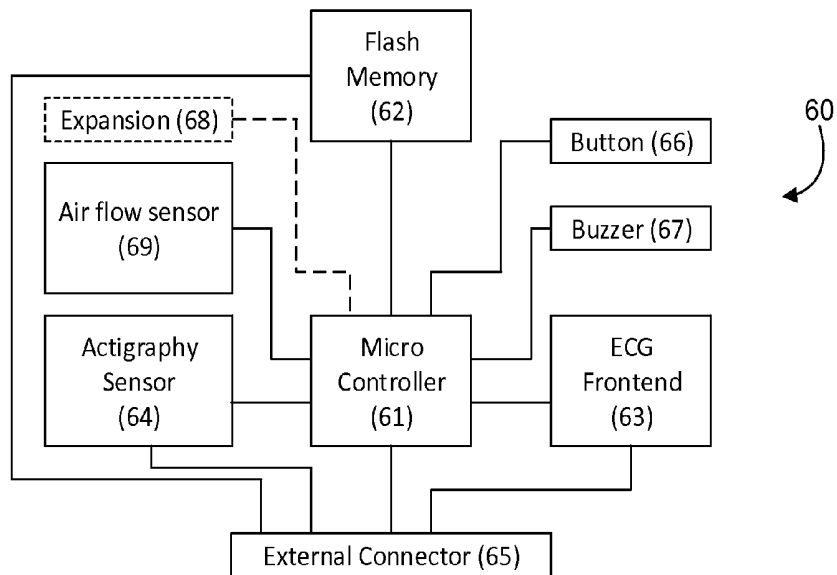 Flash
Memory
(62)
Expansion (68)
Button (66)
60
Air flow sensor
(69)
Buzzer (67)
Actigraphy
Sensor
(64)
Micro
Controller
(61)
ECG
Frontend
(63)
External Connector (65)